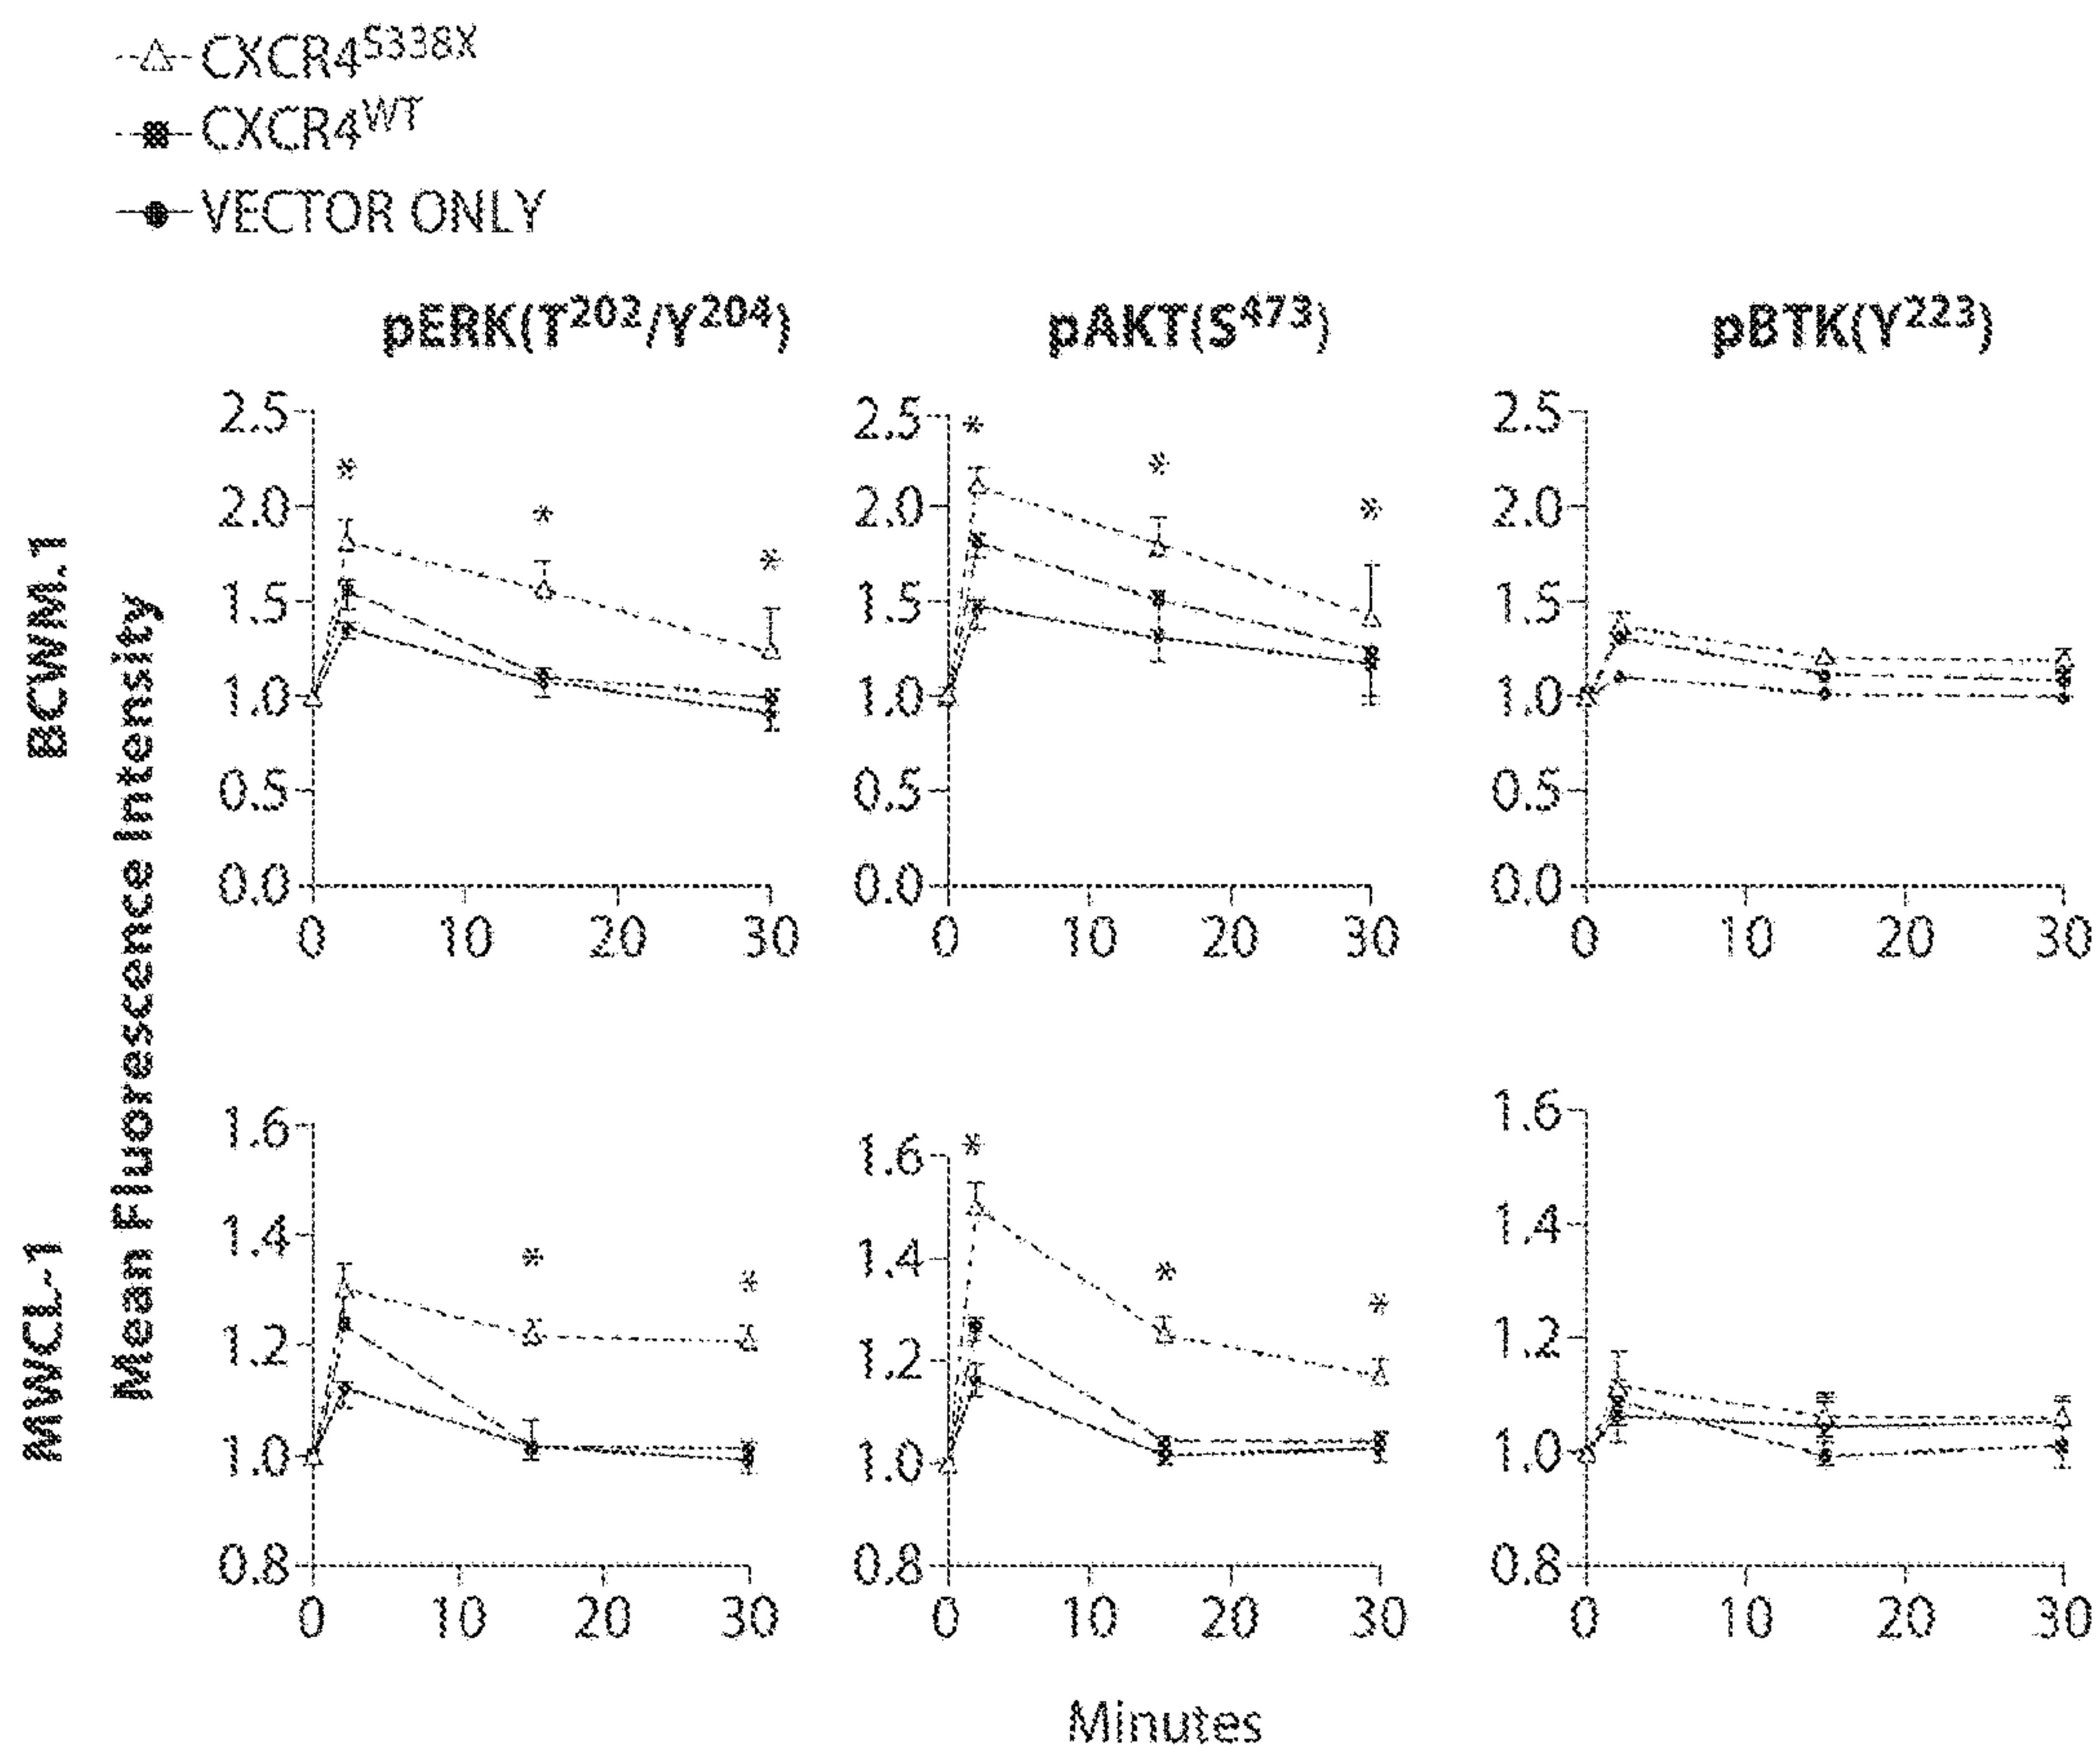 CXCR4S338X
CXCR4WT
VECTOR ONLY
pERK(T202/Y204)
pAKT(S473)
pBTK(Y223)
BCWM.1
MWCL-1
Mean Fluorescence Intensity
2.5
2.0
1.5
1.0
0.5
0.0
0 10 20 30
*
*
*
2.5
2.0
1.5
1.0
0.5
0.0
0 10 20 30
*
*
*
2.5
2.0
1.5
1.0
0.5
0.0
0 10 20 30
1.6
1.4
1.2
1.0
0.8
0 10 20 30
*
*
1.6
1.4
1.2
1.0
0.8
0 10 20 30
*
*
*
1.6
1.4
1.2
1.0
0.8
0 10 20 30
Minutes